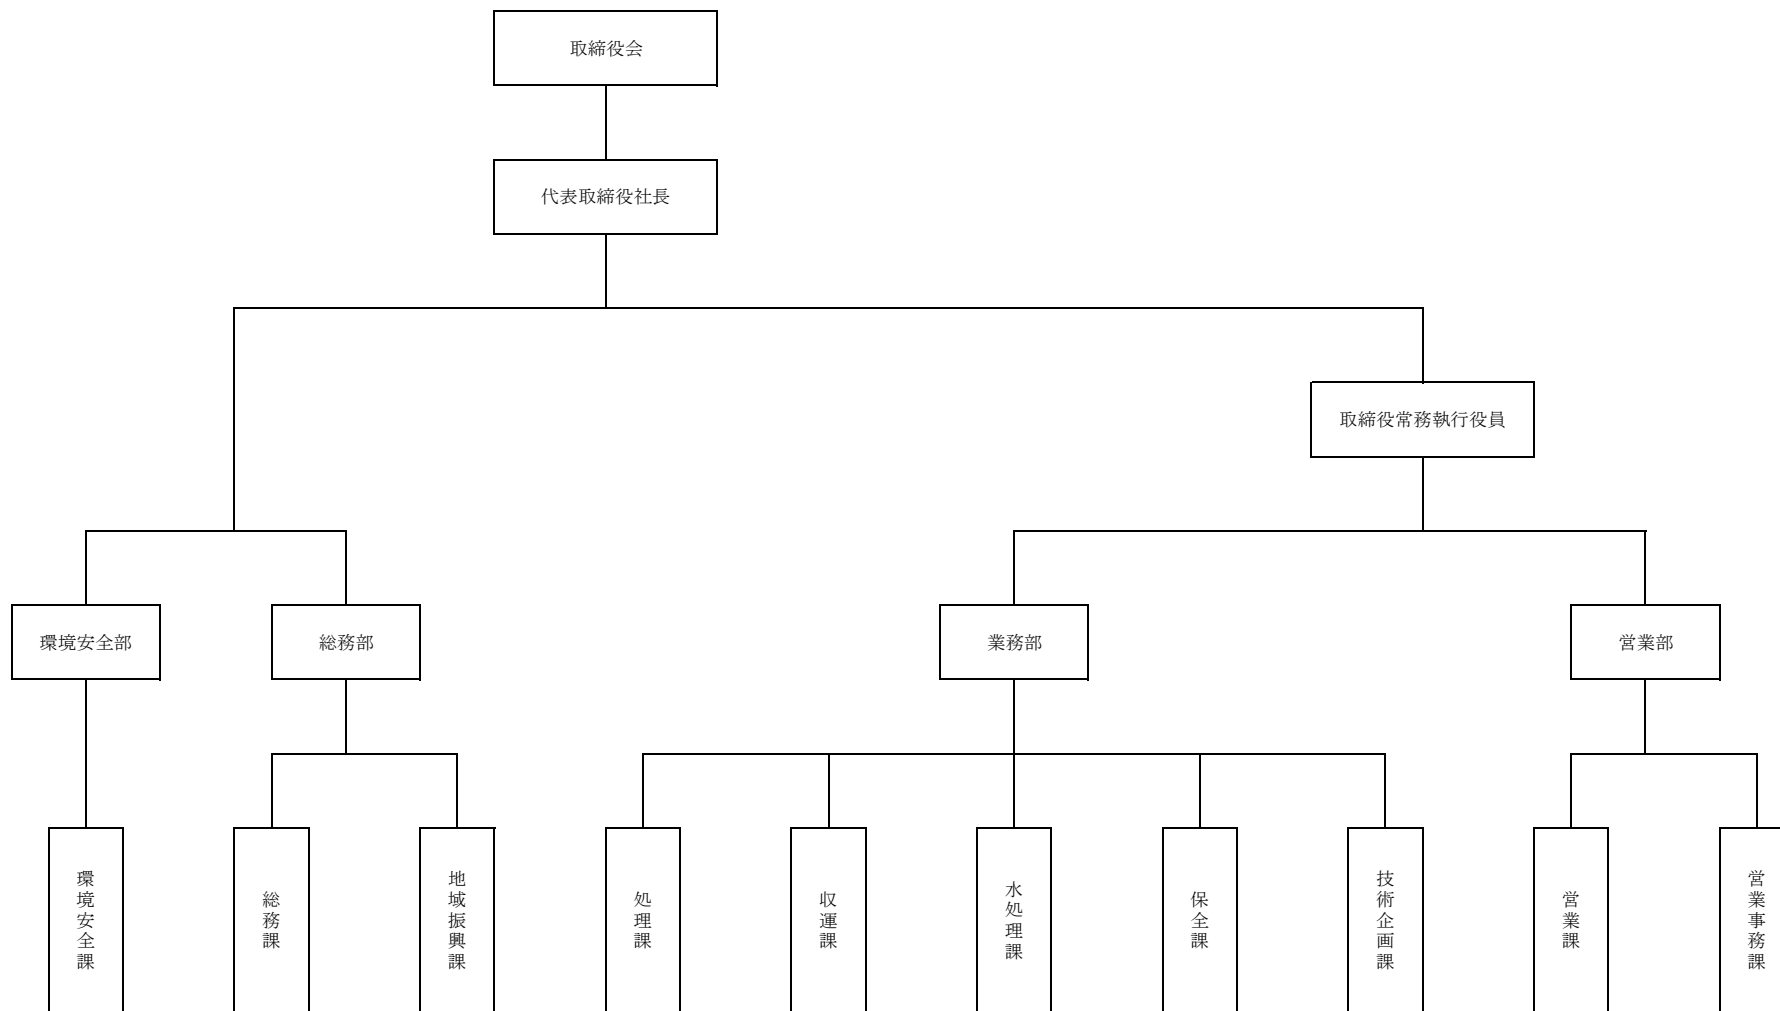 取締役会
代表取締役社長
取締役常務執行役員
環境安全部
総務部
業務部
営業部
環境安全課
総務課
地域振興課
処理課
収運課
水処理課
保全課
技術企画課
営業課
営業事務課